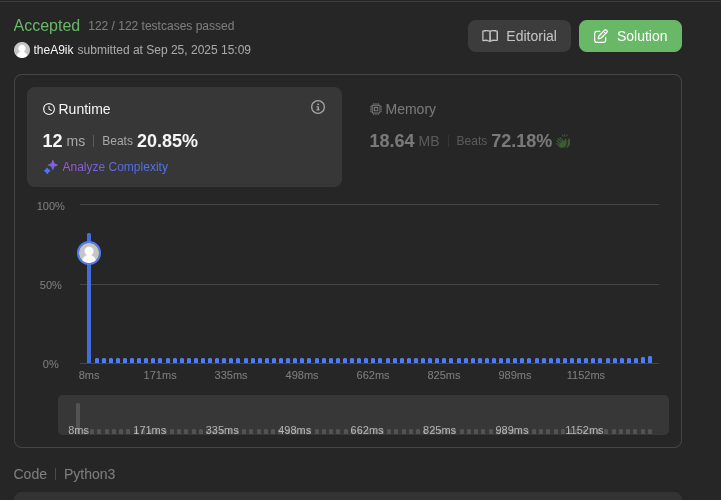 Accepted 122 / 122 testcases passed
theA9ik submitted at Sep 25, 2025 15:09
Editorial
Solution
Runtime
12 ms | Beats 20.85%
Analyze Complexity
Memory
18.64 MB | Beats 72.18%
100%
50%
0%
8ms 171ms 335ms 498ms 662ms 825ms 989ms 1152ms
8ms 171ms 335ms 498ms 662ms 825ms 989ms 1152ms
Code | Python3